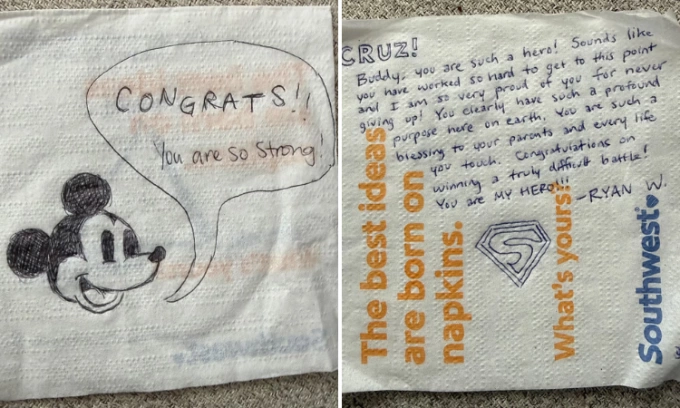 CONGRATS!!
You are so Strong!
CRUZ!
Buddy, you are such a hero! Sounds like
you have worked so hard to get to this point
and I am so very proud of you for never
giving up! You clearly have such a profound
purpose here on earth. You are such a
blessing to your parents and every life
you touch. Congratulations on
winning a truly difficult battle!
You are MY HERO!!!
-RYAN W.
The best ideas
are born on
napkins.
What's yours?
Southwest